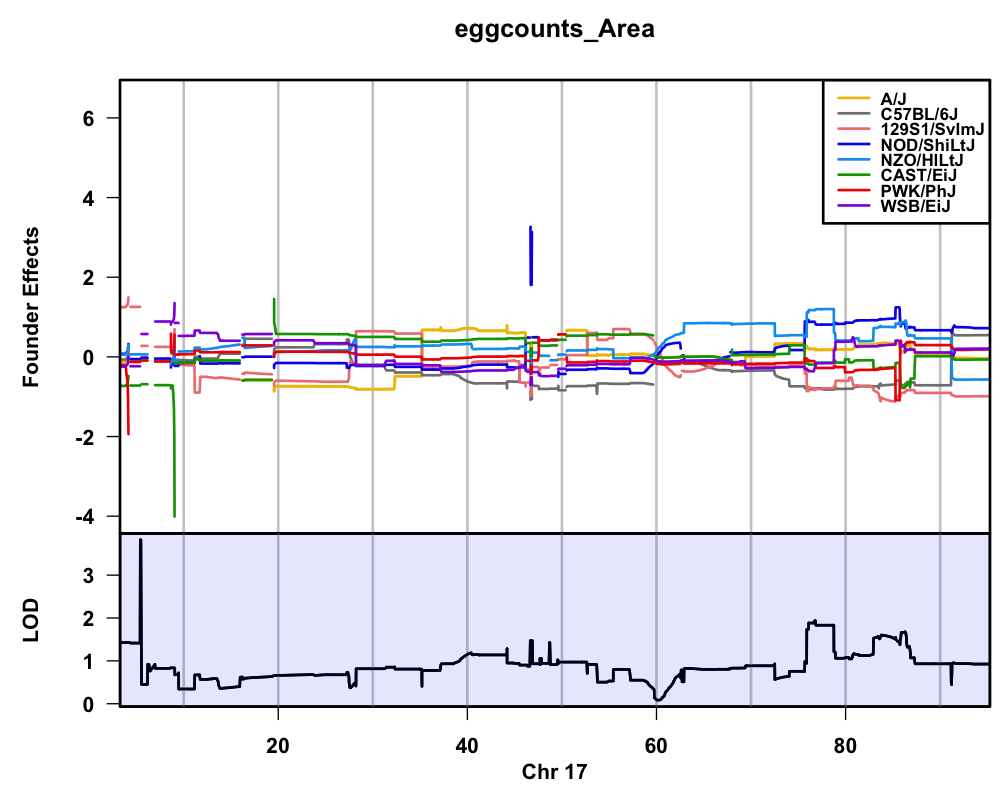 eggcounts_Area
Founder Effects
6
4
2
0
-2
-4
A/J
C57BL/6J
129S1/SvImJ
NOD/ShiLtJ
NZO/HlLtJ
CAST/EiJ
PWK/PhJ
WSB/EiJ
LOD
3
2
1
0
20 40 60 80
Chr 17